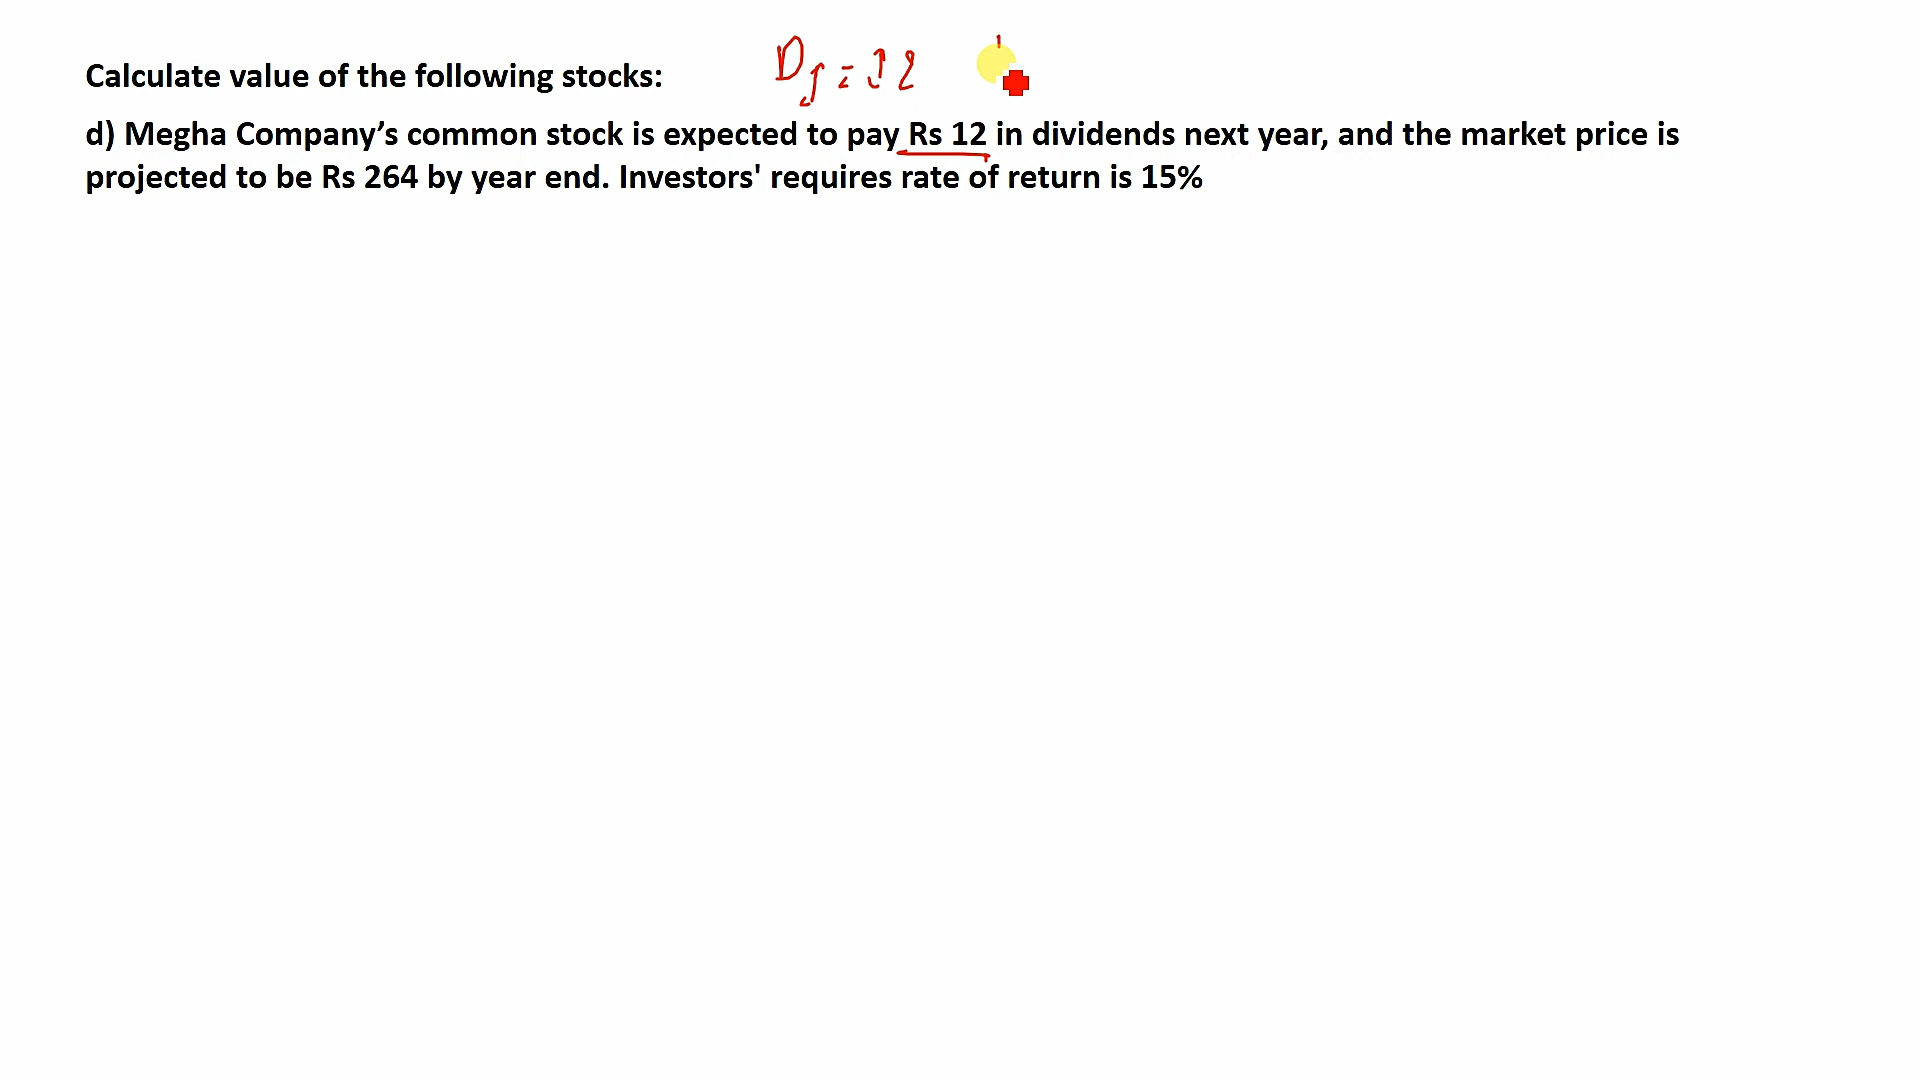 Calculate value of the following stocks: D₁ = 12
d) Megha Company’s common stock is expected to pay Rs 12 in dividends next year, and the market price is
projected to be Rs 264 by year end. Investors' requires rate of return is 15%